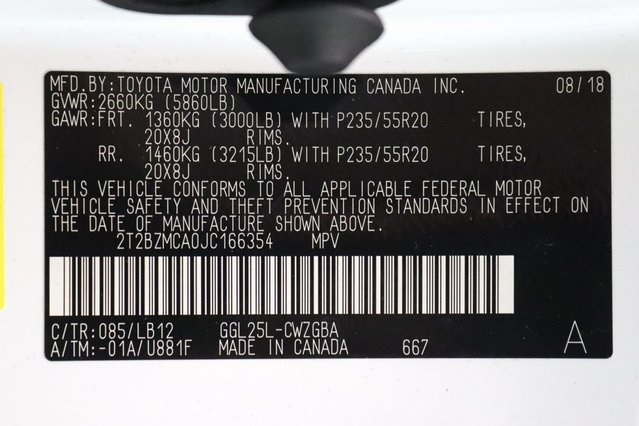 MFD.BY:TOYOTA MOTOR MANUFACTURING CANADA INC. 08/18
GVWR:2660KG (5860LB)
GAWR:FRT. 1360KG (3000LB) WITH P235/55R20 TIRES,
20X8J RIMS.
RR. 1460KG (3215LB) WITH P235/55R20 TIRES,
20X8J RIMS.
THIS VEHICLE CONFORMS TO ALL APPLICABLE FEDERAL MOTOR
VEHICLE SAFETY AND THEFT PREVENTION STANDARDS IN EFFECT ON
THE DATE OF MANUFACTURE SHOWN ABOVE.
2T2BZMCA0JC166354 MPV
C/TR:085/LB12 GGL25L-CWZGBA
A/TM:-01A/U881F MADE IN CANADA 667 A